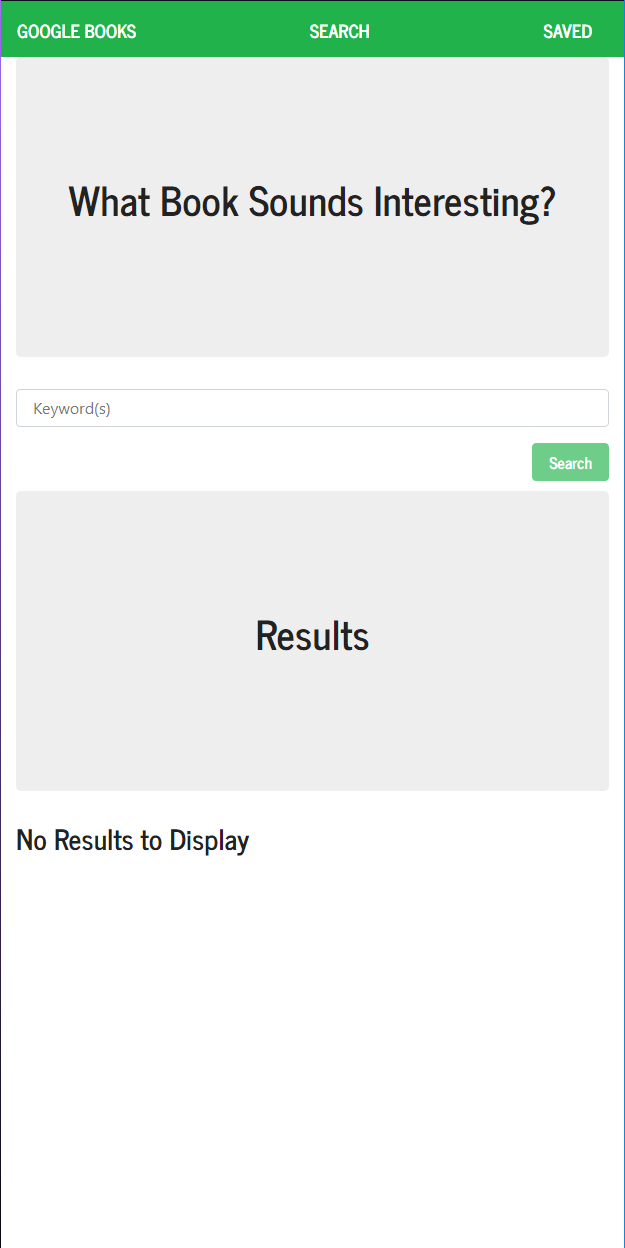 GOOGLE BOOKS SEARCH SAVED
What Book Sounds Interesting?
Keyword(s)
Search
Results
No Results to Display